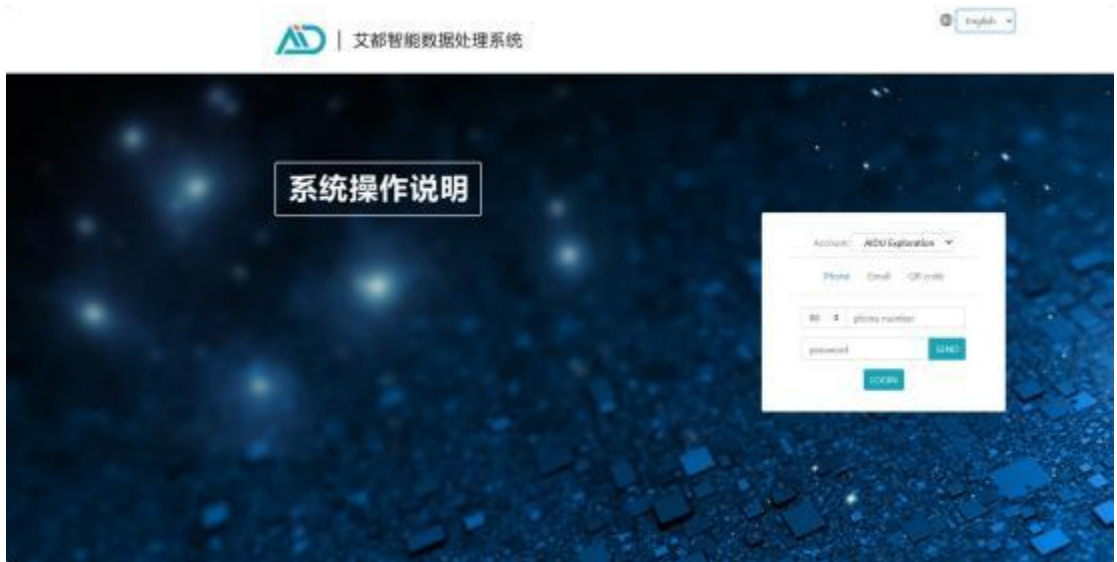 AID | 艾都智能数据处理系统
English
系统操作说明
Account: AIDU Exploration
Phone Email QR code
86 phone number
password SEND
LOGIN